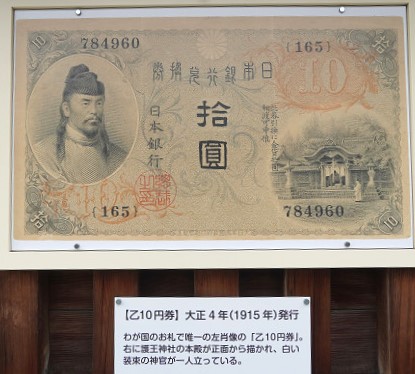 10
784960
日本銀行兌換券
(165)
10
拾
日本銀行
拾圓
(165)
784960
拾
10
【乙10円券】大正4年(1915年)発行
わが国のお札で唯一の左肖像の「乙10円券」。
右に護王神社の本殿が正面から描かれ、白い
装束の神官が一人立っている。